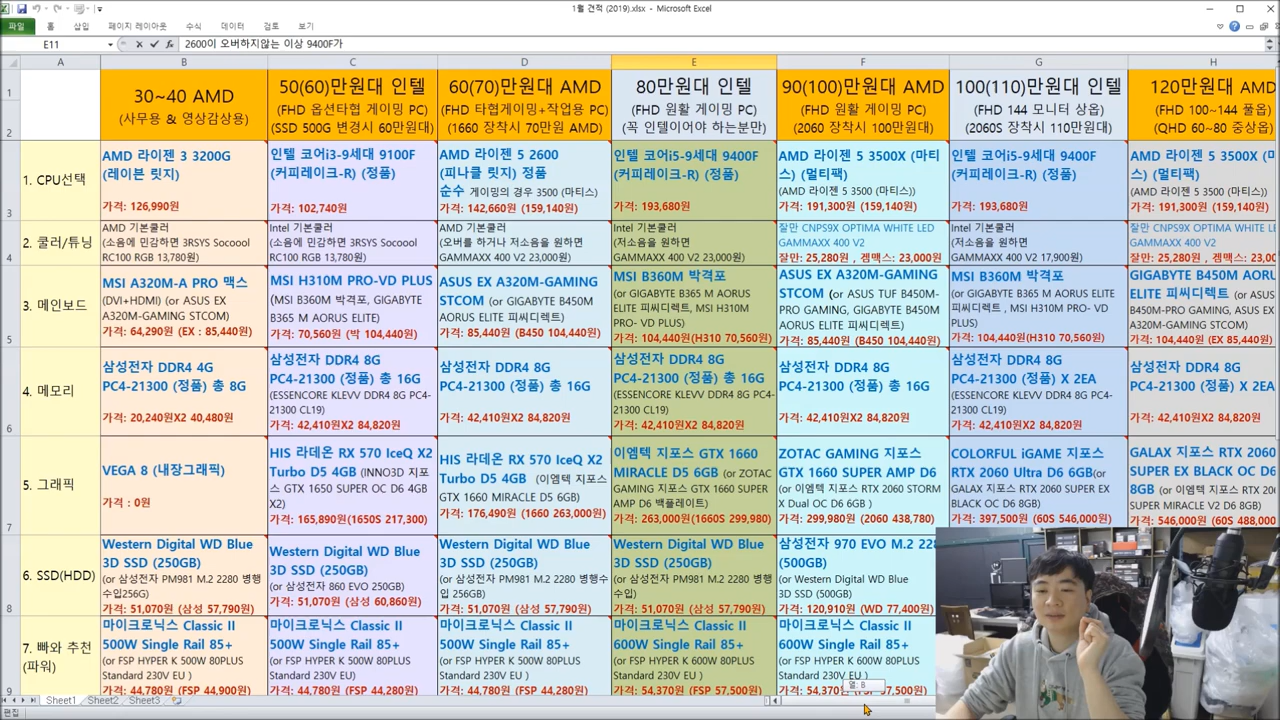 1월 견적 (2019).xlsx - Microsoft Excel
파일 홈 삽입 페이지 레이아웃 수식 데이터 검토 보기
E11 fx 2600이 오버하지않는 이상 9400F가
A B C D E F G H
1 2
30~40 AMD
(사무용 & 영상감상용)
50(60)만원대 인텔
(FHD 옵션타협 게이밍 PC)
(SSD 500G 변경시 60만원대)
60(70)만원대 AMD
(FHD 타협게이밍+작업용 PC)
(1660 장착시 70만원 AMD)
80만원대 인텔
(FHD 원활 게이밍 PC)
(꼭 인텔이어야 하는분만)
90(100)만원대 AMD
(FHD 원활 게이밍 PC)
(2060 장착시 100만원대)
100(110)만원대 인텔
(FHD 144 모니터 상옵)
(2060S 장착시 110만원대)
120만원대 AMD
(FHD 100~144 풀옵)
(QHD 60~80 중상옵)
3
1. CPU선택
AMD 라이젠 3 3200G
(레이븐 릿지)
가격: 126,990원
인텔 코어i3-9세대 9100F
(커피레이크-R) (정품)
가격: 102,740원
AMD 라이젠 5 2600
(피나클 릿지) 정품
순수 게이밍의 경우 3500 (마티스)
가격: 142,660원 (159,140원)
인텔 코어i5-9세대 9400F
(커피레이크-R) (정품)
가격: 193,680원
AMD 라이젠 5 3500X (마티
스) (멀티팩)
(AMD 라이젠 5 3500 (마티스))
가격: 191,300원 (159,140원)
인텔 코어i5-9세대 9400F
(커피레이크-R) (정품)
가격: 193,680원
AMD 라이젠 5 3500X (마티
스) (멀티팩)
(AMD 라이젠 5 3500 (마티스))
가격: 191,300원 (159,140원)
4
2. 쿨러/튜닝
AMD 기본쿨러
(소음에 민감하면 3RSYS Socoool
RC100 RGB 13,780원)
Intel 기본쿨러
(소음에 민감하면 3RSYS Socoool
RC100 RGB 13,780원)
AMD 기본쿨러
(오버를 하거나 저소음을 원하면
GAMMAXX 400 V2 23,000원)
Intel 기본쿨러
(저소음을 원하면
GAMMAXX 400 V2 23,000원)
잘만 CNPS9X OPTIMA WHITE LED
GAMMAXX 400 V2
잘만: 25,280원 , 겜맥스: 23,000원
Intel 기본쿨러
(저소음을 원하면
GAMMAXX 400 V2 17,900원)
잘만 CNPS9X OPTIMA WHITE LED
GAMMAXX 400 V2
잘만: 25,280원 , 겜맥스: 23,00
5
3. 메인보드
MSI A320M-A PRO 맥스
(DVI+HDMI) (or ASUS EX
A320M-GAMING STCOM)
가격: 64,290원 (EX : 85,440원)
MSI H310M PRO-VD PLUS
(MSI B360M 박격포, GIGABYTE
B365 M AORUS ELITE)
가격: 70,560원 (박 104,440원)
ASUS EX A320M-GAMING
STCOM (or GIGABYTE B450M
AORUS ELITE 피씨디렉트)
가격: 85,440원 (B450 104,440원)
MSI B360M 박격포
(or GIGABYTE B365 M AORUS
ELITE 피씨디렉트, MSI H310M
PRO- VD PLUS)
가격: 104,440원(H310 70,560원)
ASUS EX A320M-GAMING
STCOM (or ASUS TUF B450M-
PRO GAMING, GIGABYTE B450M
AORUS ELITE 피씨디렉트)
가격: 85,440원 (B450 104,440원)
MSI B360M 박격포
(or GIGABYTE B365 M AORUS ELITE
피씨디렉트 , MSI H310M PRO- VD
PLUS)
가격: 104,440원(H310 70,560원)
GIGABYTE B450M AORU
ELITE 피씨디렉트 (or ASUS
B450M-PRO GAMING, ASUS EX
A320M-GAMING STCOM)
가격: 104,440원 (EX 85,440원)
6
4. 메모리
삼성전자 DDR4 4G
PC4-21300 (정품) 총 8G
가격: 20,240원X2 40,480원
삼성전자 DDR4 8G
PC4-21300 (정품) 총 16G
(ESSENCORE KLEVV DDR4 8G PC4-
21300 CL19)
가격: 42,410원X2 84,820원
삼성전자 DDR4 8G
PC4-21300 (정품) 총 16G
가격: 42,410원X2 84,820원
삼성전자 DDR4 8G
PC4-21300 (정품) 총 16G
(ESSENCORE KLEVV DDR4 8G PC4-
21300 CL19)
가격: 42,410원X2 84,820원
삼성전자 DDR4 8G
PC4-21300 (정품) 총 16G
가격: 42,410원X2 84,820원
삼성전자 DDR4 8G
PC4-21300 (정품) X 2EA
(ESSENCORE KLEVV DDR4 8G PC4-
21300 CL19)
가격: 42,410원X2 84,820원
삼성전자 DDR4 8G
PC4-21300 (정품) X 2EA
가격: 42,410원X2 84,820원
7
5. 그래픽
VEGA 8 (내장그래픽)
가격 : 0원
HIS 라데온 RX 570 IceQ X2
Turbo D5 4GB (INNO3D 지포
스 GTX 1650 SUPER OC D6 4GB
X2)
가격: 165,890원(1650S 217,300)
HIS 라데온 RX 570 IceQ X2
Turbo D5 4GB (이엠텍 지포스
GTX 1660 MIRACLE D5 6GB)
가격: 176,490원 (1660 263,000원)
이엠텍 지포스 GTX 1660
MIRACLE D5 6GB (or ZOTAC
GAMING 지포스 GTX 1660 SUPER
AMP D6 백플레이트)
가격: 263,000원(1660S 299,980)
ZOTAC GAMING 지포스
GTX 1660 SUPER AMP D6
(or 이엠텍 지포스 RTX 2060 STORM
X Dual OC D6 6GB )
가격: 299,980원 (2060 438,780)
COLORFUL iGAME 지포스
RTX 2060 Ultra D6 6GB(or
GALAX 지포스 RTX 2060 SUPER EX
BLACK OC D6 8GB)
가격: 397,500원 (60S 546,000원)
GALAX 지포스 RTX 2060
SUPER EX BLACK OC D6
8GB (or 이엠텍 지포스 RTX 206
SUPER MIRACLE V2 D6 8GB)
가격: 546,000원 (60S 488,000
8
6. SSD(HDD)
Western Digital WD Blue
3D SSD (250GB)
(or 삼성전자 PM981 M.2 2280 병행
수입256G)
가격: 51,070원 (삼성 57,790원)
Western Digital WD Blue
3D SSD (250GB)
(or 삼성전자 860 EVO 250GB)
가격: 51,070원 (삼성 60,860원)
Western Digital WD Blue
3D SSD (250GB)
(or 삼성전자 PM981 M.2 2280 병행수
입 256G)
가격: 51,070원 (삼성 57,790원)
Western Digital WD Blue
3D SSD (250GB)
(or 삼성전자 PM981 M.2 2280 병행
수입)
가격: 51,070원 (삼성 57,790원)
삼성전자 970 EVO M.2 228
(500GB)
(or Western Digital WD Blue
3D SSD (500GB)
가격: 120,910원 (WD 77,400원)
9
7. 빠와 추천
(파워)
마이크로닉스 Classic II
500W Single Rail 85+
(or FSP HYPER K 500W 80PLUS
Standard 230V EU )
가격: 44,780원 (FSP 44,900원)
마이크로닉스 Classic II
500W Single Rail 85+
(or FSP HYPER K 500W 80PLUS
Standard 230V EU)
가격: 44,780원 (FSP 44,280원)
마이크로닉스 Classic II
500W Single Rail 85+
(or FSP HYPER K 500W 80PLUS
Standard 230V EU )
가격: 44,780원 (FSP 44,280원)
마이크로닉스 Classic II
600W Single Rail 85+
(or FSP HYPER K 600W 80PLUS
Standard 230V EU )
가격: 54,370원 (FSP 57,500원)
마이크로닉스 Classic II
600W Single Rail 85+
(or FSP HYPER K 600W 80PLUS
Standard 230V EU )
가격: 54,370원
열: B
Sheet1 Sheet2 Sheet3
편집